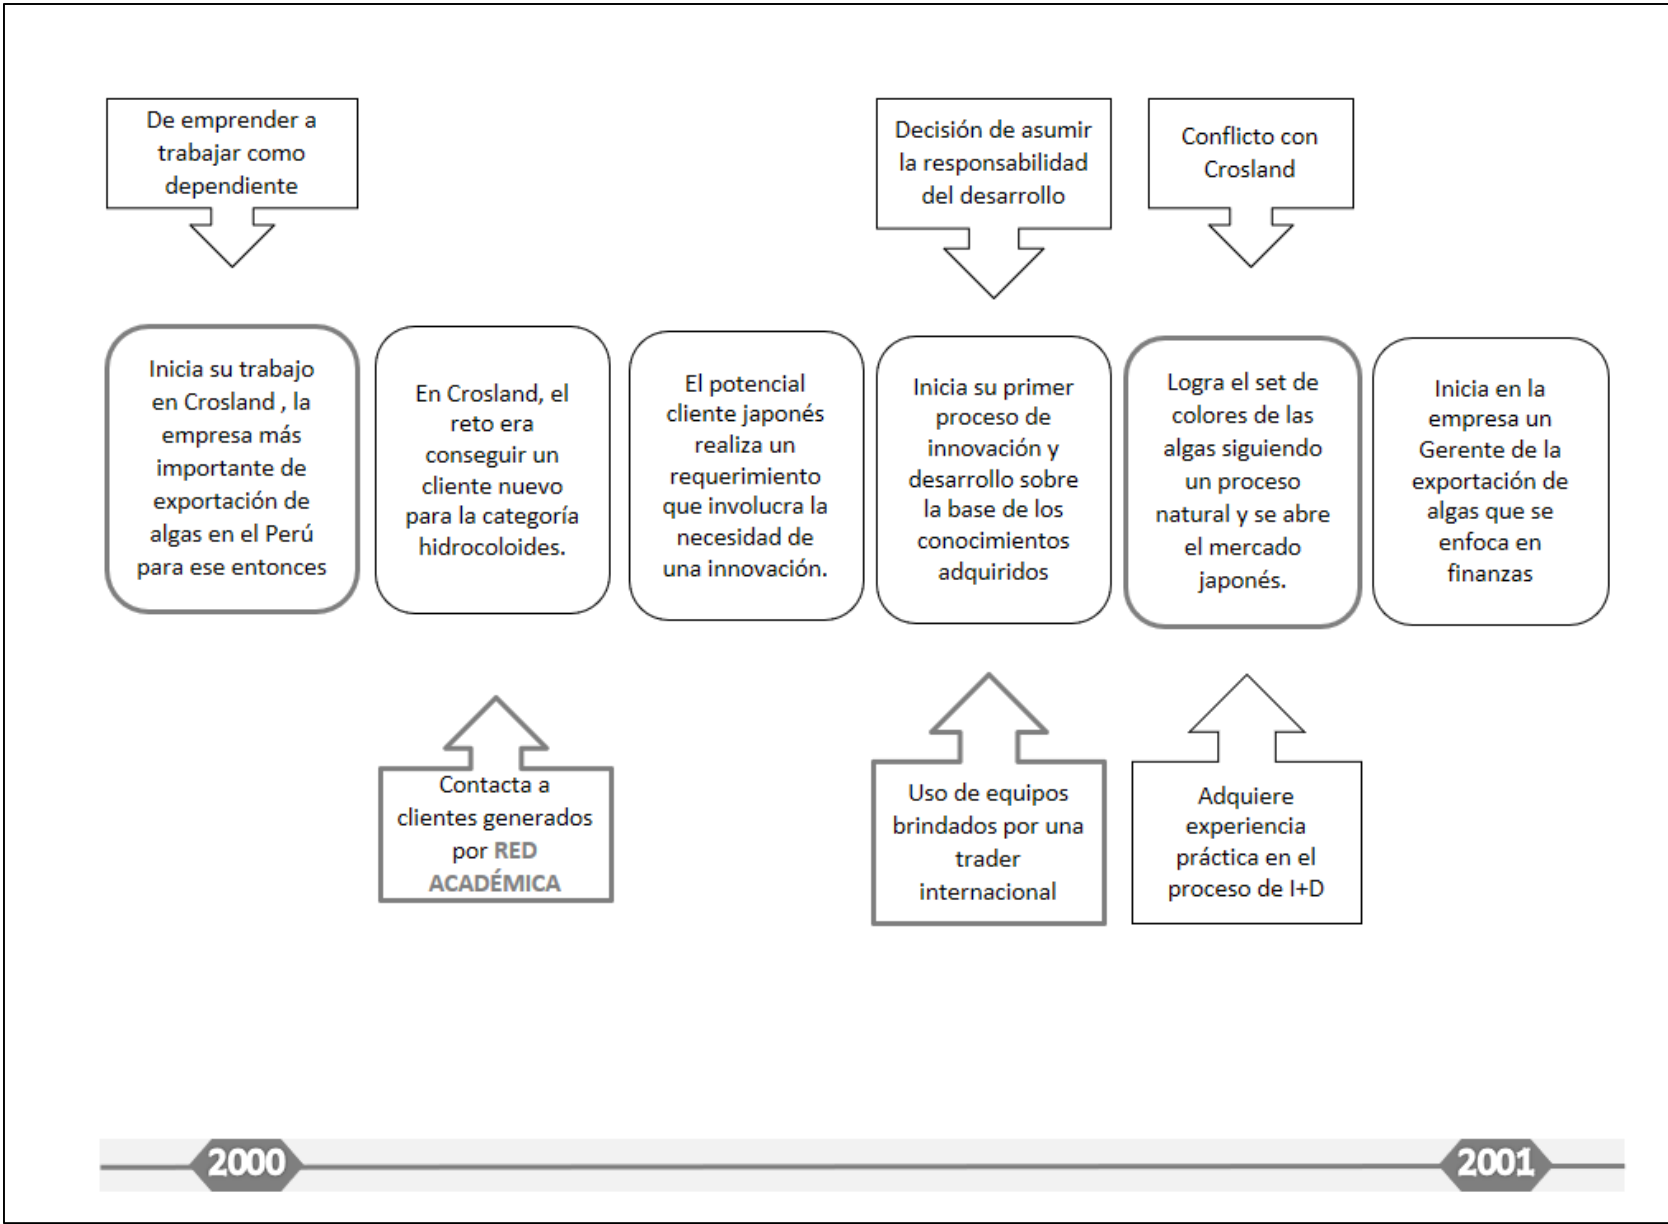 De emprender a
trabajar como
dependiente
Decisión de asumir
la responsabilidad
del desarrollo
Conflicto con
Crosland
Inicia su trabajo
en Crosland , la
empresa más
importante de
exportación de
algas en el Perú
para ese entonces
En Crosland, el
reto era
conseguir un
cliente nuevo
para la categoría
hidrocoloides.
El potencial
cliente japonés
realiza un
requerimiento
que involucra la
necesidad de
una innovación.
Inicia su primer
proceso de
innovación y
desarrollo sobre
la base de los
conocimientos
adquiridos
Logra el set de
colores de las
algas siguiendo
un proceso
natural y se abre
el mercado
japonés.
Inicia en la
empresa un
Gerente de la
exportación de
algas que se
enfoca en
finanzas
Contacta a
clientes generados
por RED
ACADÉMICA
Uso de equipos
brindados por una
trader
internacional
Adquiere
experiencia
práctica en el
proceso de I+D
2000
2001